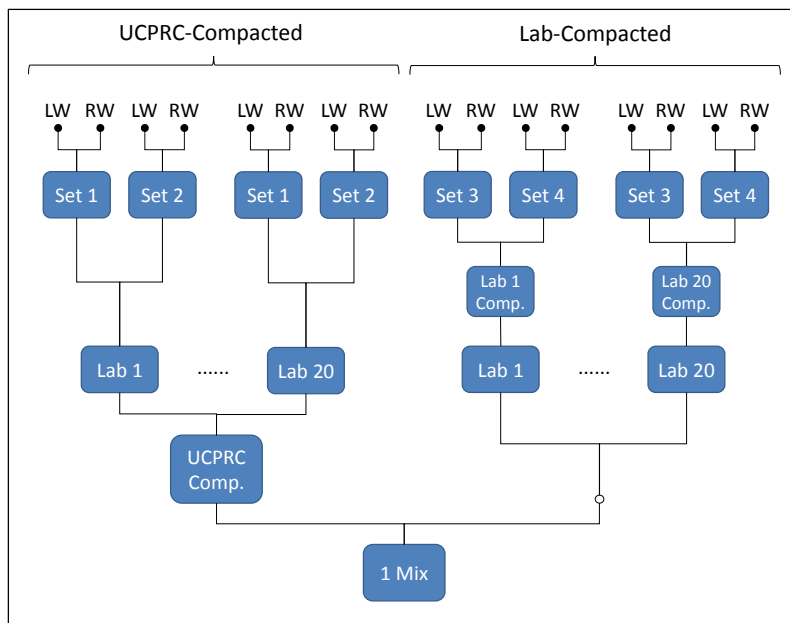 UCPRC-Compacted Lab-Compacted
LW RW LW RW LW RW LW RW LW RW LW RW LW RW LW RW
Set 1 Set 2 Set 1 Set 2 Set 3 Set 4 Set 3 Set 4
Lab 1 Lab 20
Comp. Comp.
Lab 1 ...... Lab 20 Lab 1 ...... Lab 20
UCPRC
Comp.
1 Mix